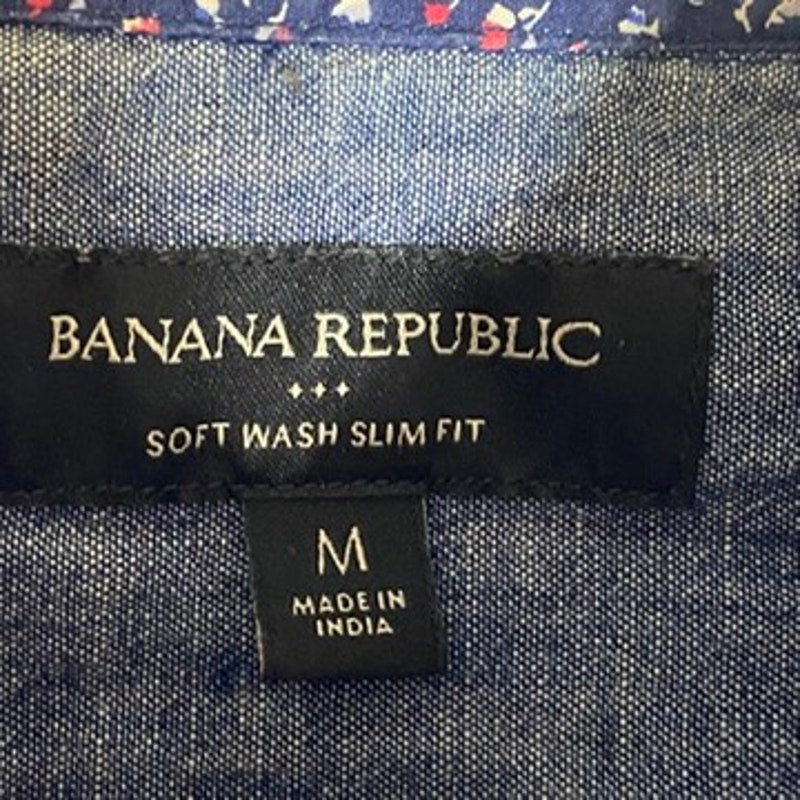 BANANA REPUBLIC
SOFT WASH SLIM FIT
M
MADE IN
INDIA